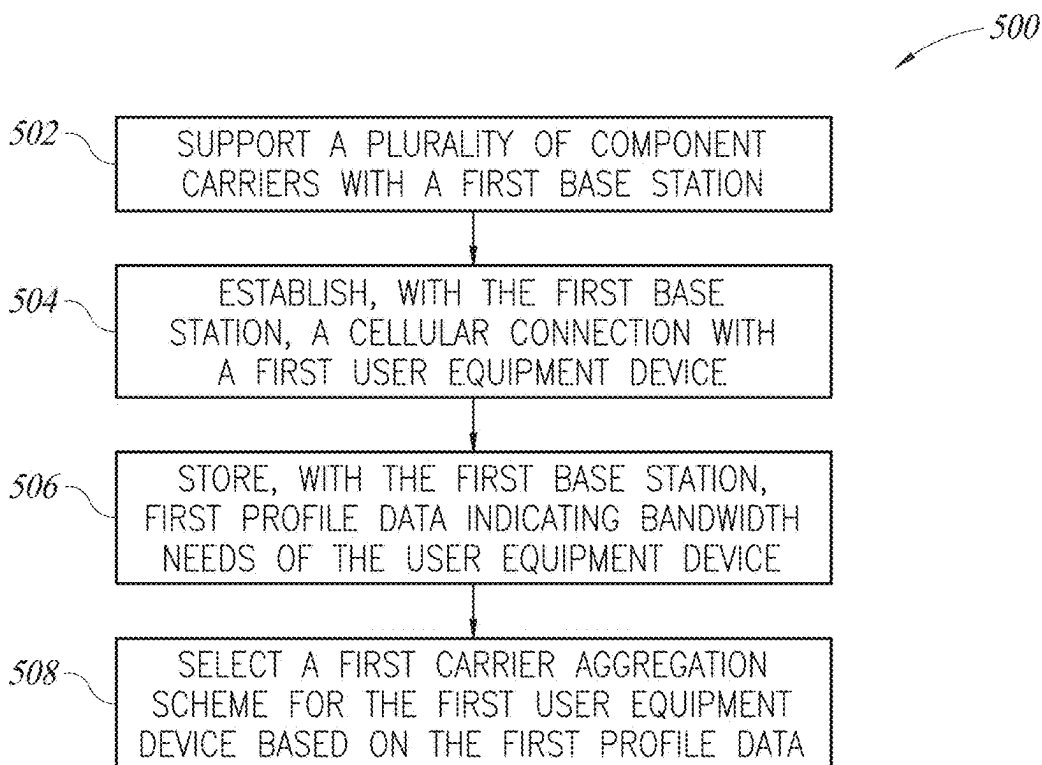 500
502
SUPPORT A PLURALITY OF COMPONENT
CARRIERS WITH A FIRST BASE STATION
504
ESTABLISH, WITH THE FIRST BASE
STATION, A CELLULAR CONNECTION WITH
A FIRST USER EQUIPMENT DEVICE
506
STORE, WITH THE FIRST BASE STATION,
FIRST PROFILE DATA INDICATING BANDWIDTH
NEEDS OF THE USER EQUIPMENT DEVICE
508
SELECT A FIRST CARRIER AGGREGATION
SCHEME FOR THE FIRST USER EQUIPMENT
DEVICE BASED ON THE FIRST PROFILE DATA